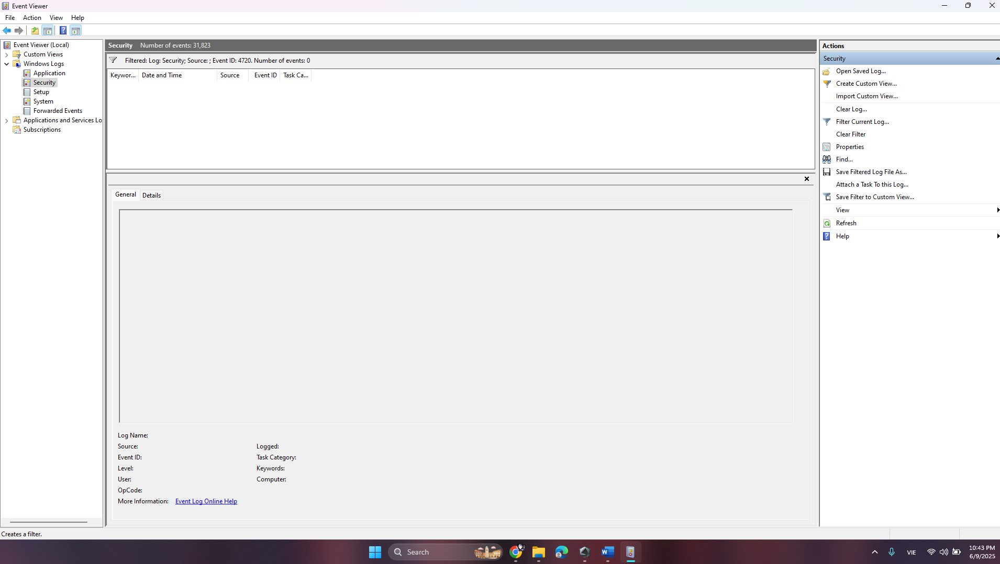 Event Viewer
File Action View Help
Event Viewer (Local)
Custom Views
Windows Logs
Application
Security
Setup
System
Forwarded Events
Applications and Services Lo
Subscriptions
Security Number of events: 31,823
Filtered: Log: Security; Source: ; Event ID: 4720. Number of events: 0
Keywor... Date and Time Source Event ID Task Ca...
General Details
Log Name:
Source: Logged:
Event ID: Task Category:
Level: Keywords:
User: Computer:
OpCode:
More Information: Event Log Online Help
Actions
Security
Open Saved Log...
Create Custom View...
Import Custom View...
Clear Log...
Filter Current Log...
Clear Filter
Properties
Find...
Save Filtered Log File As...
Attach a Task To this Log...
Save Filter to Custom View...
View
Refresh
Help
Creates a filter.
Search
VIE
10:43 PM
6/9/2025